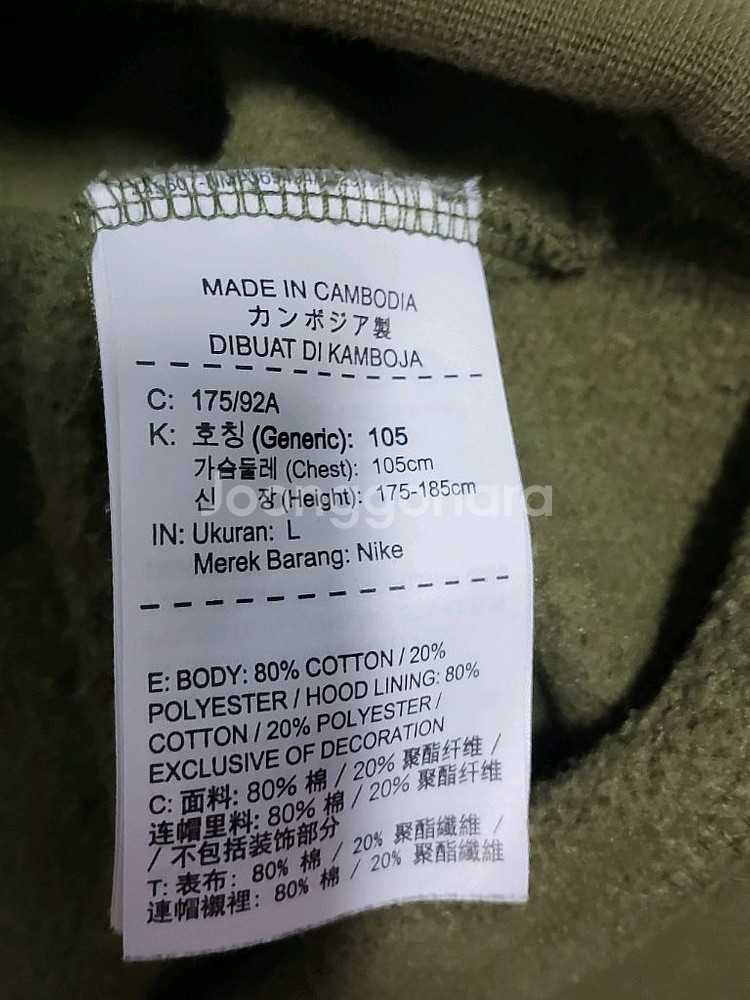 MADE IN CAMBODIA
カンボジア製
DIBUAT DI KAMBOJA
C: 175/92A
K: 호칭 (Generic): 105
가슴둘레 (Chest): 105cm
신 장 (Height): 175-185cm
Joonggonara
IN: Ukuran: L
Merek Barang: Nike
E: BODY: 80% COTTON / 20%
POLYESTER / HOOD LINING: 80%
COTTON / 20% POLYESTER /
EXCLUSIVE OF DECORATION
C: 面料: 80% 棉 / 20% 聚酯纤维 /
连帽里料: 80% 棉 / 20% 聚酯纤维
/ 不包括装饰部分
T: 表布: 80% 棉 / 20% 聚酯纖維 /
連帽襯裡: 80% 棉 / 20% 聚酯纖維